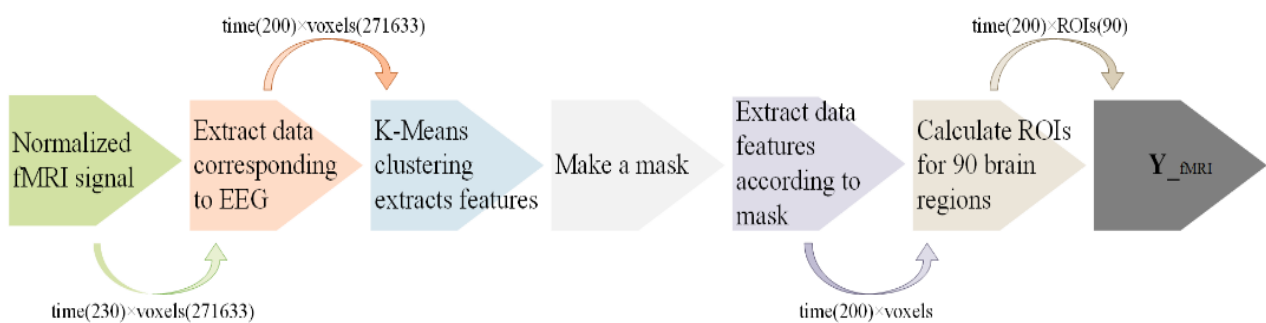 time(200)×voxels(271633)
time(200)×ROIs(90)
Normalized
fMRI signal
Extract data
corresponding
to EEG
K-Means
clustering
extracts features
Make a mask
Extract data
features
according to
mask
Calculate ROIs
for 90 brain
regions
Y_fMRI
time(230)×voxels(271633)
time(200)×voxels